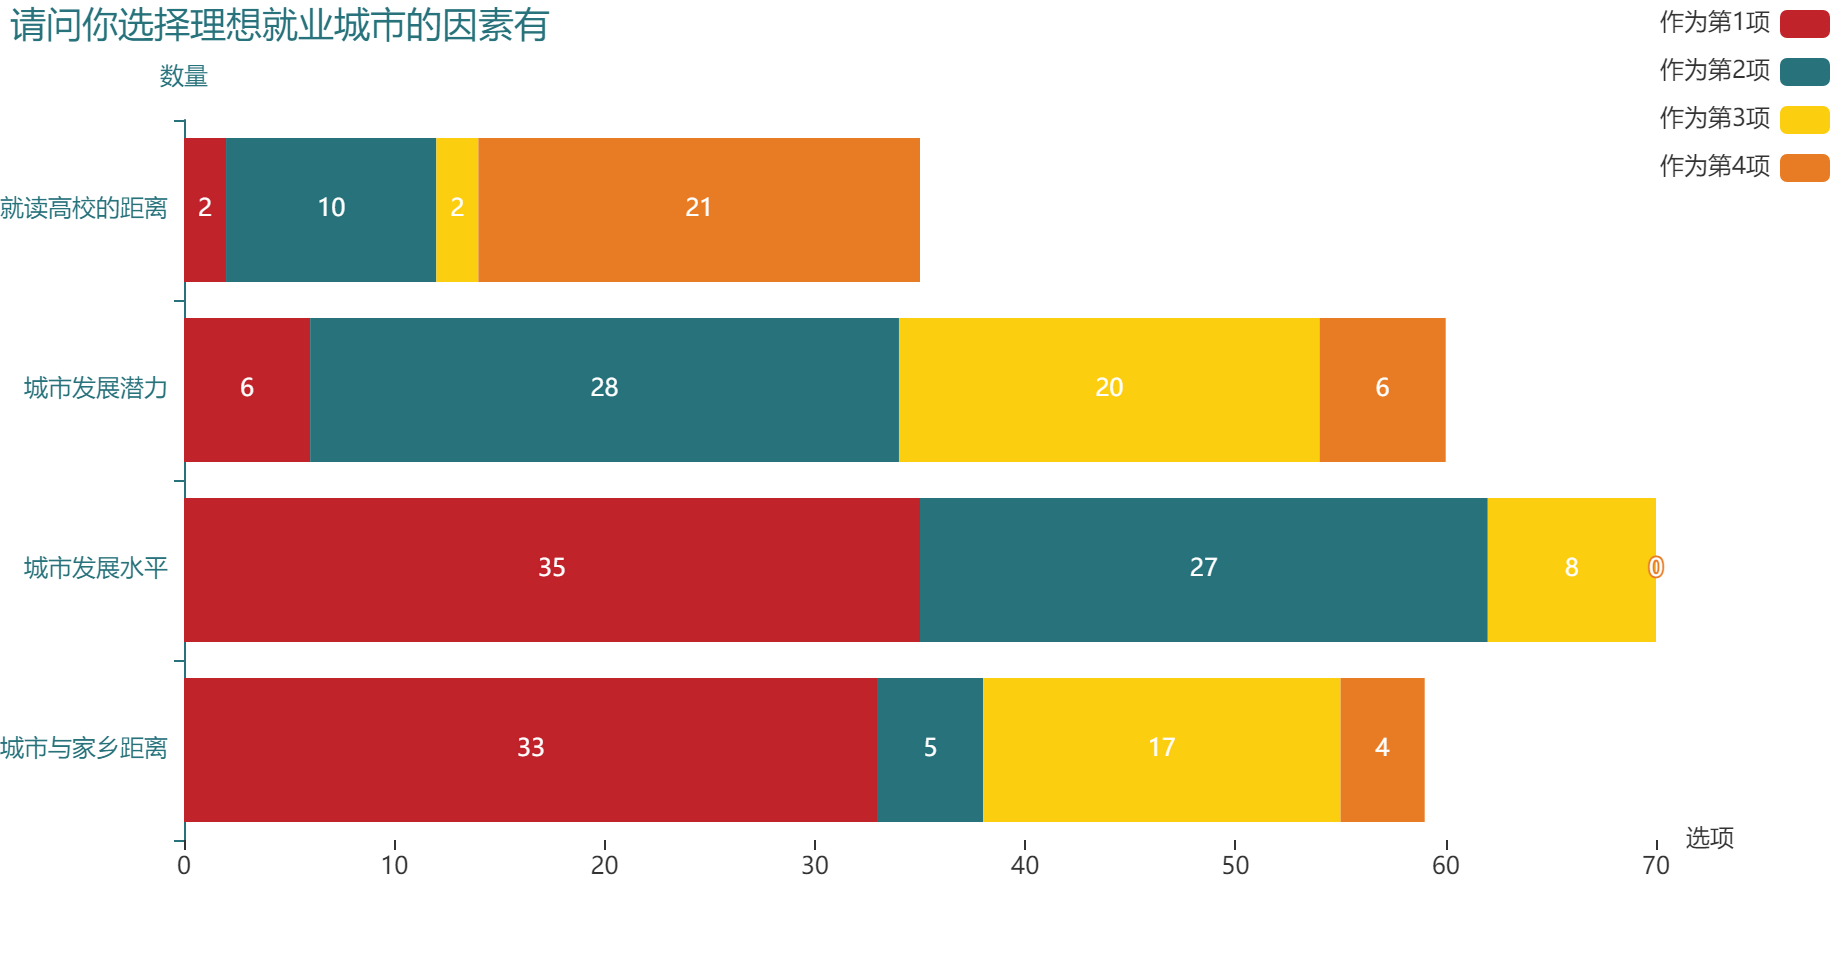 请问你选择理想就业城市的因素有
作为第1项
作为第2项
作为第3项
作为第4项
数量
就读高校的距离 2 10 2 21
城市发展潜力 6 28 20 6
城市发展水平 35 27 8 0
城市与家乡距离 33 5 17 4
选项
0 10 20 30 40 50 60 70